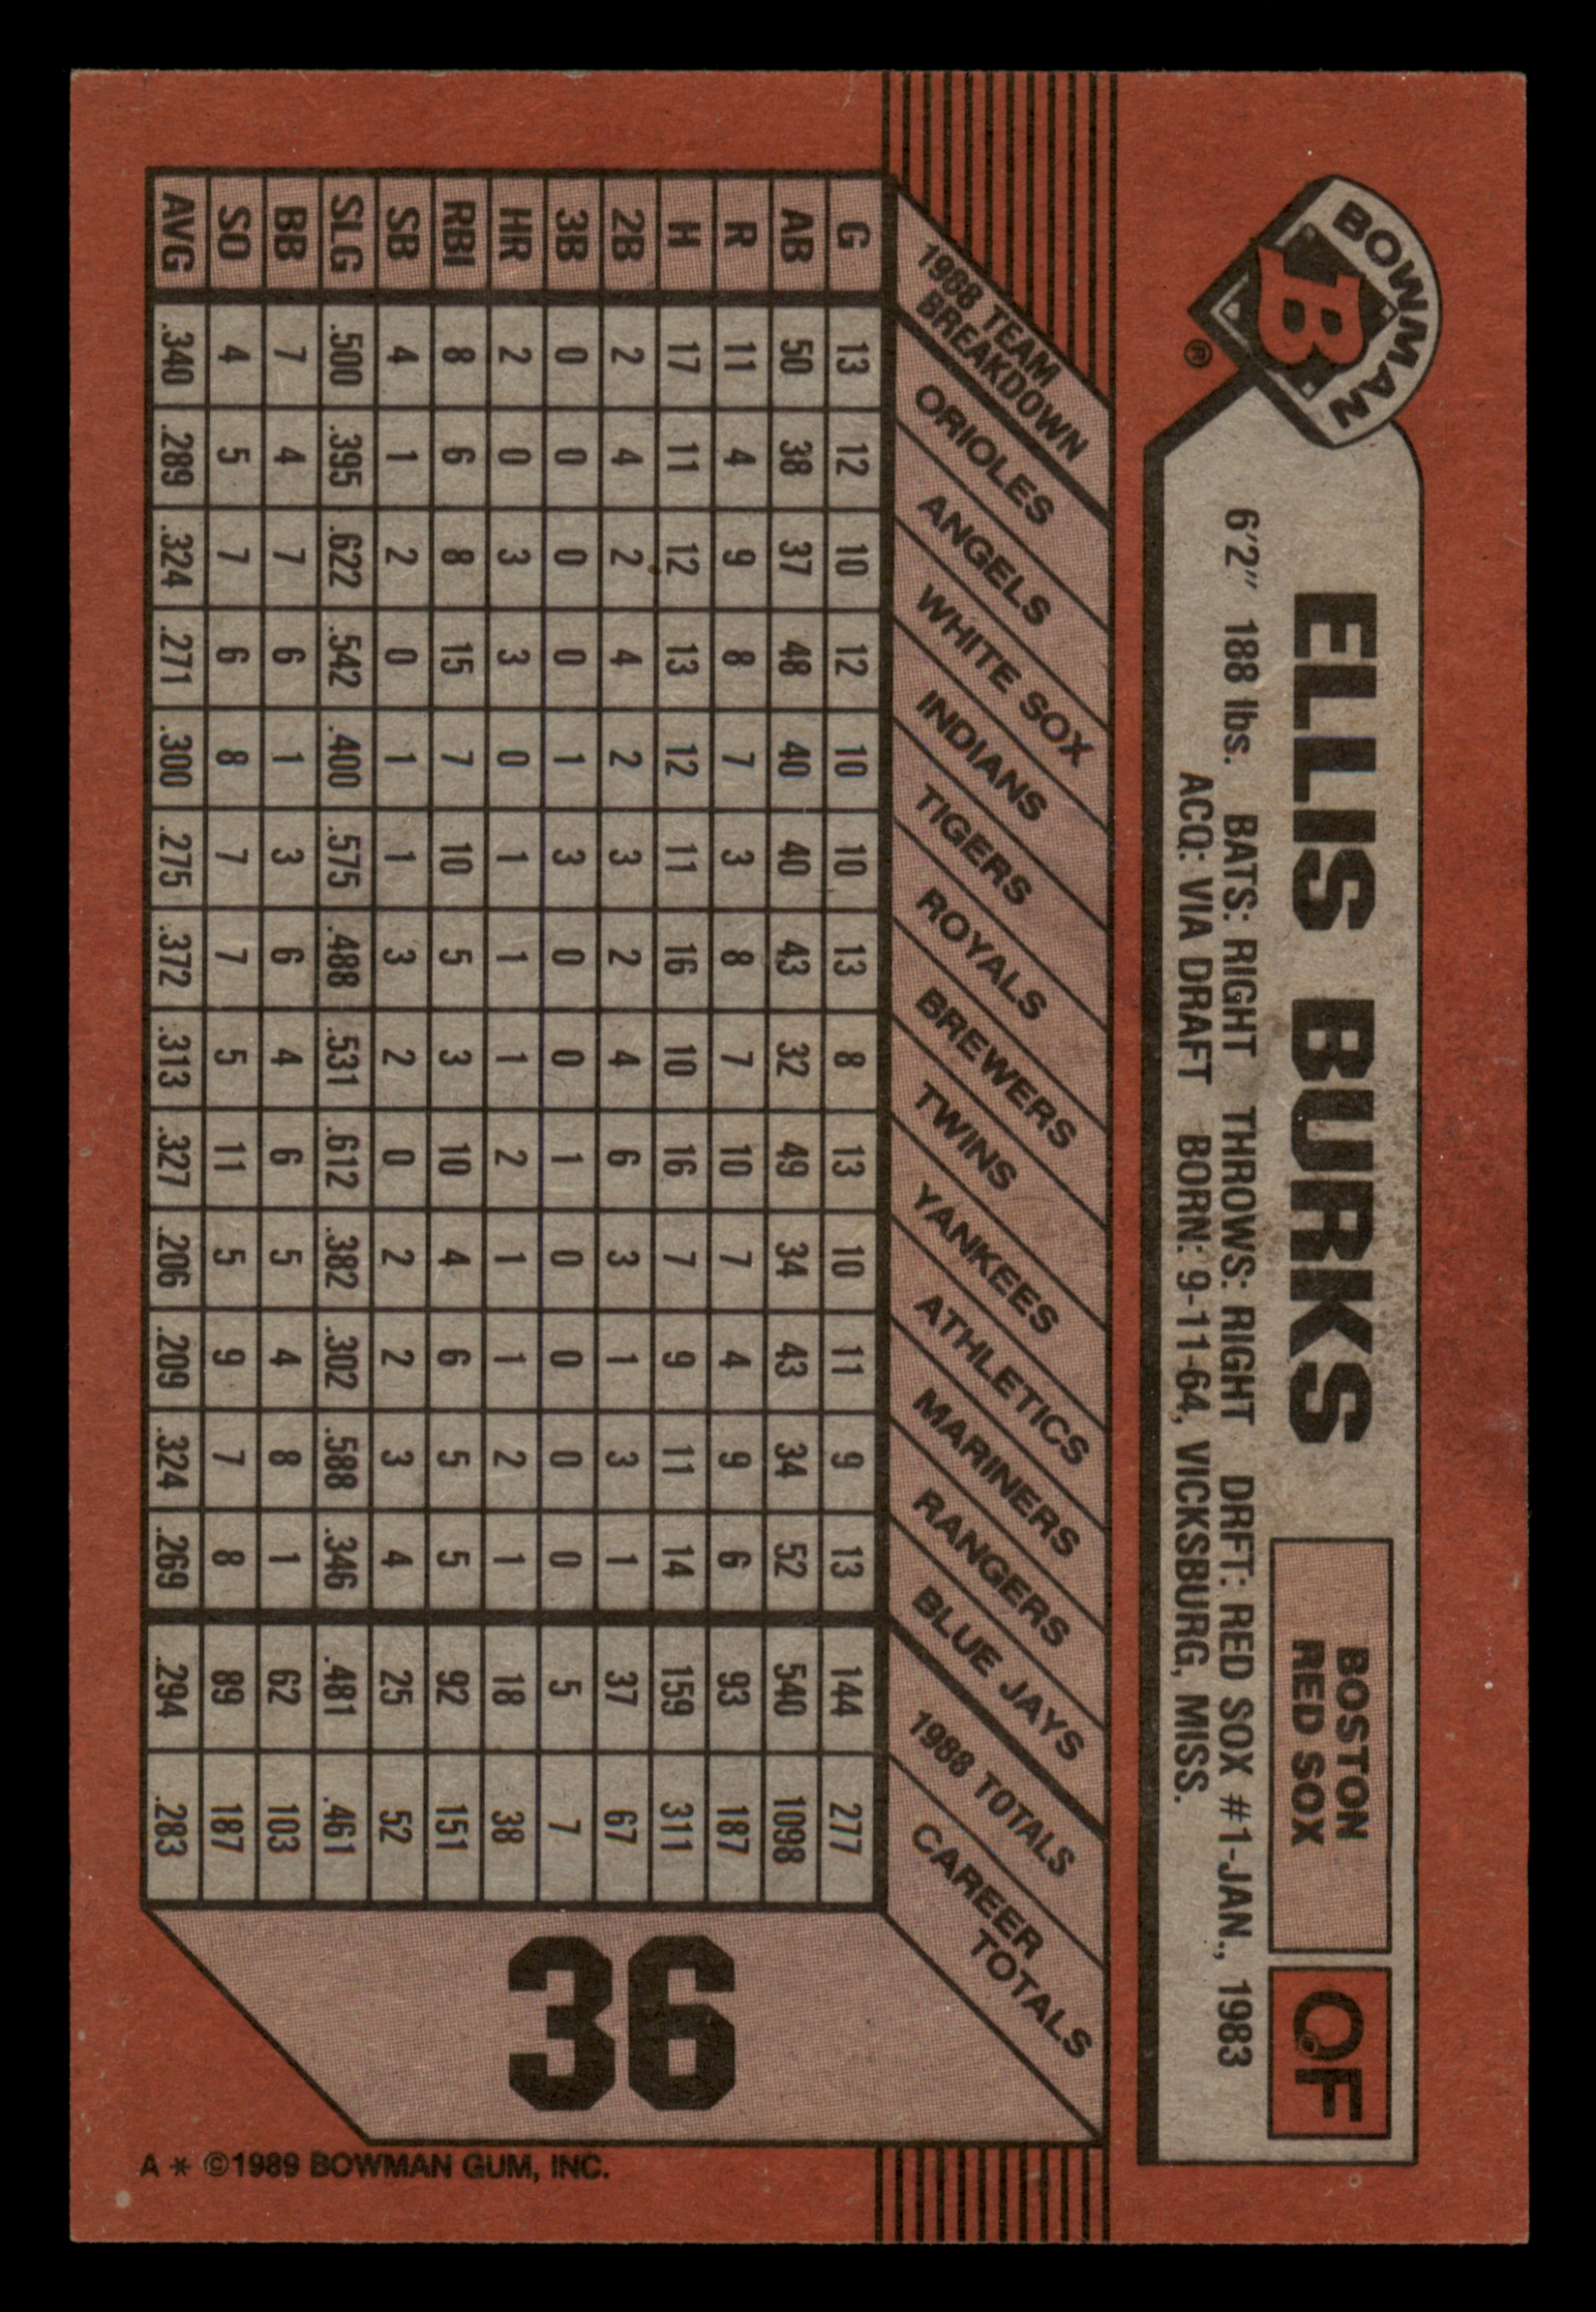 BOWMAN
B
®
ELLIS BURKS
BOSTON
RED SOX
OF
6'2" 188 lbs. BATS: RIGHT THROWS: RIGHT DRFT: RED SOX #1-JAN., 1983
ACQ: VIA DRAFT BORN: 9-11-64, VICKSBURG, MISS.
1988 TEAM
BREAKDOWN
ORIOLES
ANGELS
WHITE SOX
INDIANS
TIGERS
ROYALS
BREWERS
TWINS
YANKEES
ATHLETICS
MARINERS
RANGERS
BLUE JAYS
1988 TOTALS
CAREER
TOTALS
G 13 12 10 12 10 10 13 8 13 10 11 9 13 144 277
AB 50 38 37 48 40 40 43 32 49 34 43 34 52 540 1098
R 11 4 9 8 7 3 8 7 10 7 4 9 6 93 187
H 17 11 12 13 12 11 16 10 16 7 9 11 14 159 311
2B 2 4 2 4 2 3 2 4 6 3 1 3 1 37 67
3B 0 0 0 0 1 3 0 0 1 0 0 0 0 5 7
HR 2 0 3 3 0 1 1 1 2 1 1 2 1 18 38
RBI 8 6 8 15 7 10 5 3 10 4 6 5 5 92 151
SB 4 1 2 0 1 1 3 2 0 2 2 3 4 25 52
SLG .500 .395 .622 .542 .400 .575 .488 .531 .612 .382 .302 .588 .346 .481 .461
BB 7 4 7 6 1 3 6 4 6 5 4 8 1 62 103
SO 4 5 7 6 8 7 7 5 11 5 9 7 8 89 187
AVG .340 .289 .324 .271 .300 .275 .372 .313 .327 .206 .209 .324 .269 .294 .283
36
A * ©1989 BOWMAN GUM, INC.